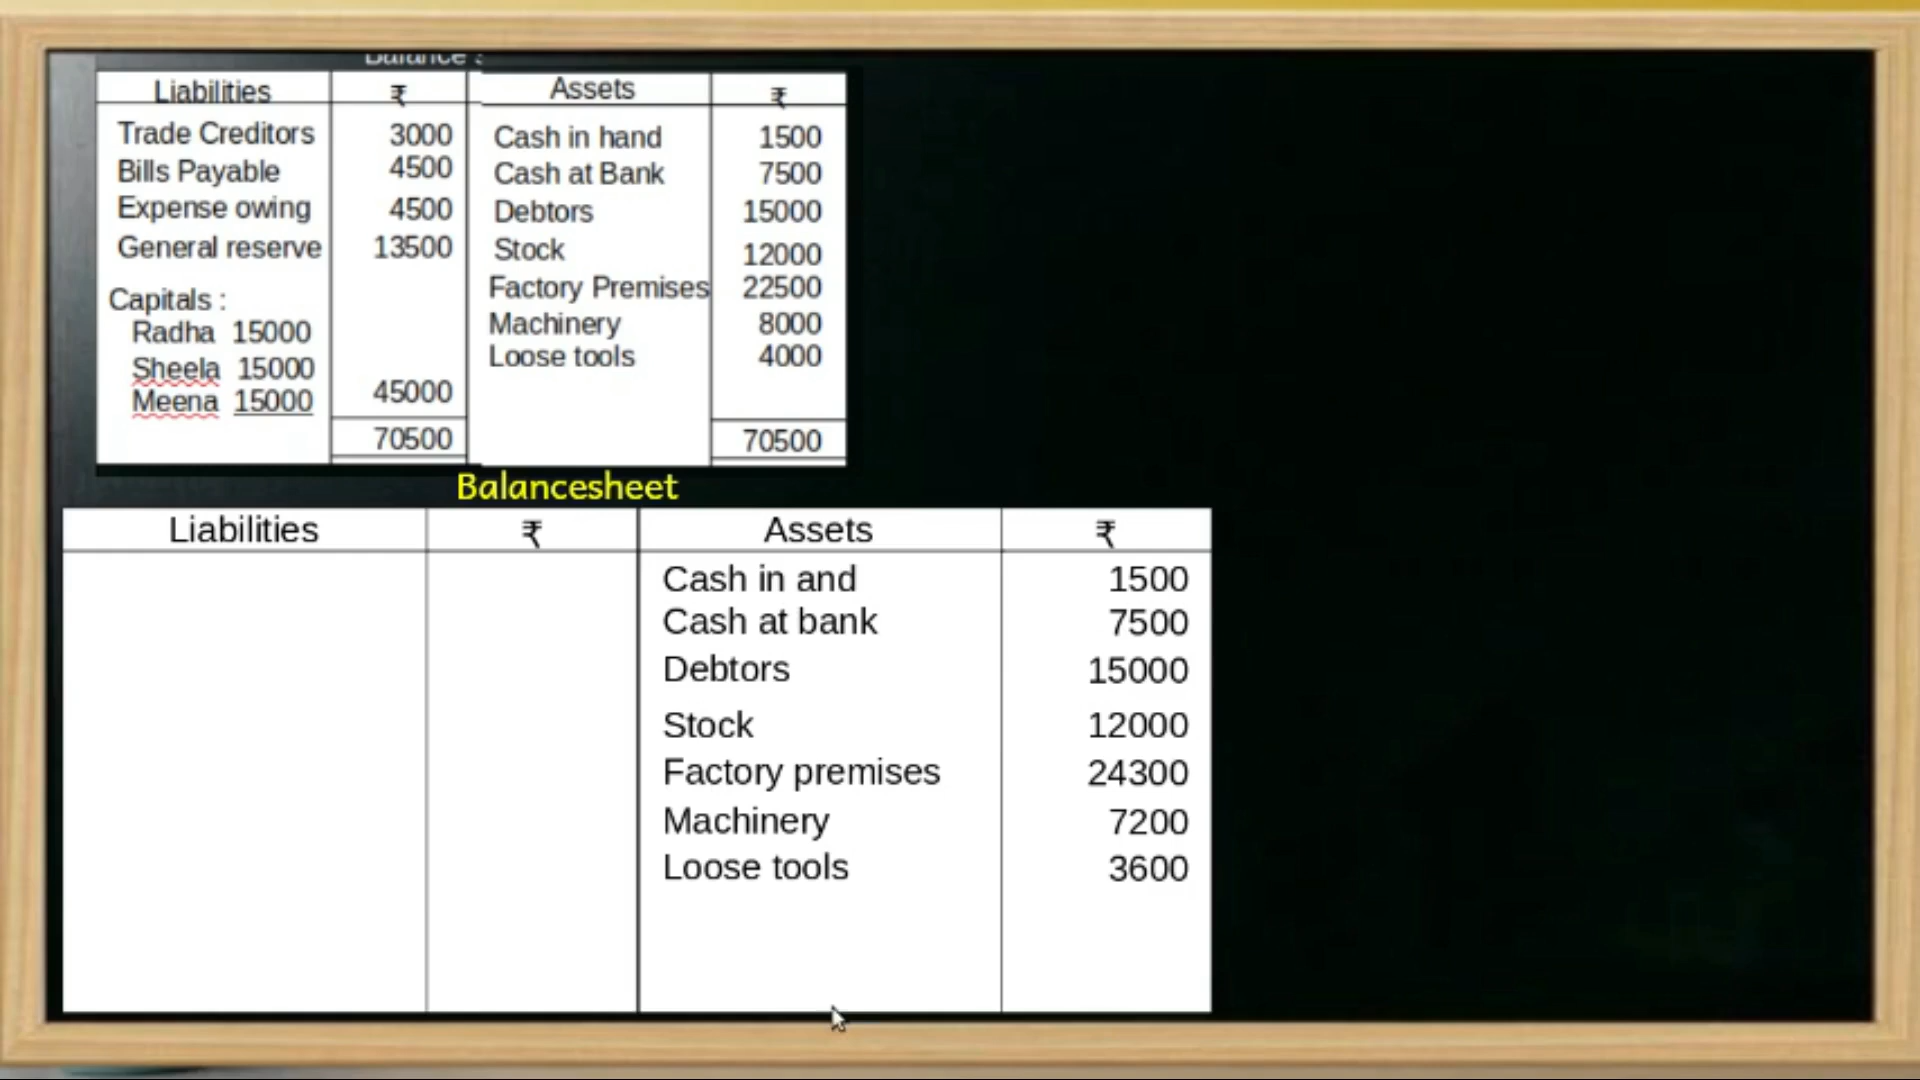 Balance s
Liabilities ₹ Assets ₹
Trade Creditors 3000 Cash in hand 1500
Bills Payable 4500 Cash at Bank 7500
Expense owing 4500 Debtors 15000
General reserve 13500 Stock 12000
Factory Premises 22500
Capitals :
Radha 15000 Machinery 8000
Sheela 15000 Loose tools 4000
Meena 15000 45000
70500 70500
Balancesheet
Liabilities ₹ Assets ₹
Cash in and 1500
Cash at bank 7500
Debtors 15000
Stock 12000
Factory premises 24300
Machinery 7200
Loose tools 3600